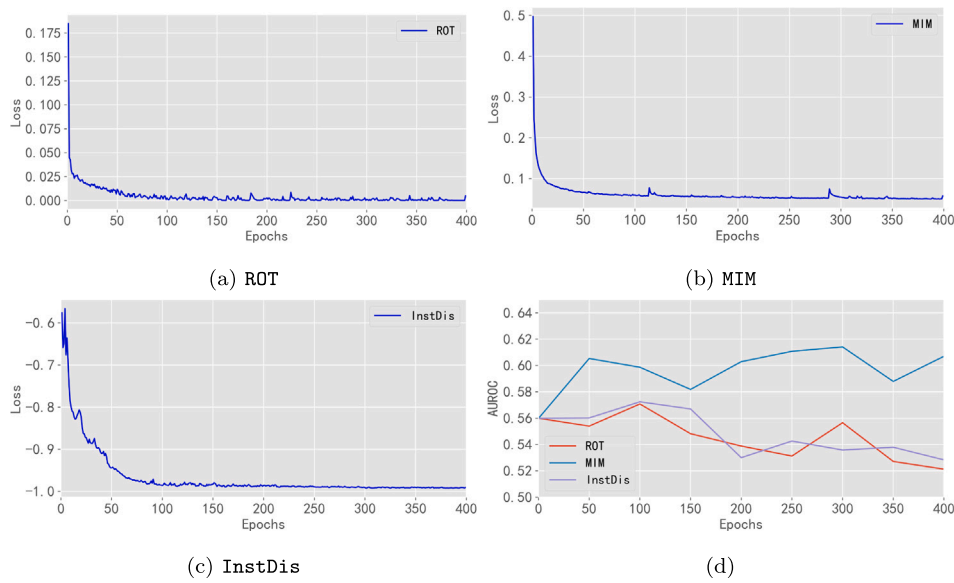 0.175
0.150
0.125
0.100
0.075
0.050
0.025
0.000
Loss
ROT
0 50 100 150 200 250 300 350 400
Epochs
(a) ROT
0.5
0.4
0.3
0.2
0.1
Loss
MIM
0 50 100 150 200 250 300 350 400
Epochs
(b) MIM
−0.6
−0.7
−0.8
−0.9
−1.0
Loss
InstDis
0 50 100 150 200 250 300 350 400
Epochs
(c) InstDis
0.64
0.62
0.60
0.58
0.56
0.54
0.52
0.50
AUROC
ROT
MIM
InstDis
0 50 100 150 200 250 300 350 400
Epochs
(d)